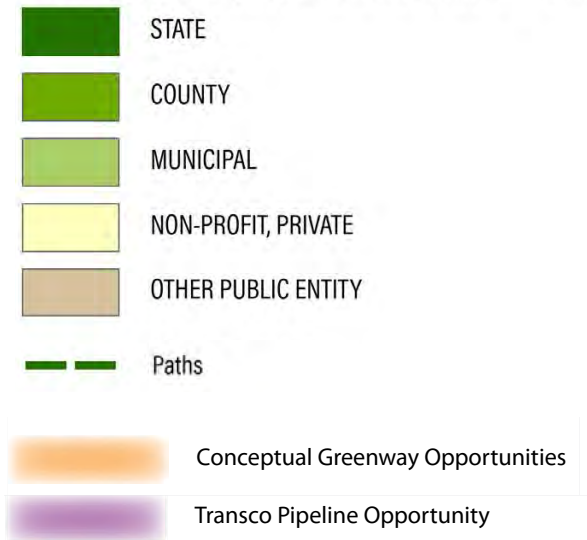 STATE
COUNTY
MUNICIPAL
NON-PROFIT, PRIVATE
OTHER PUBLIC ENTITY
Paths
Conceptual Greenway Opportunities
Transco Pipeline Opportunity